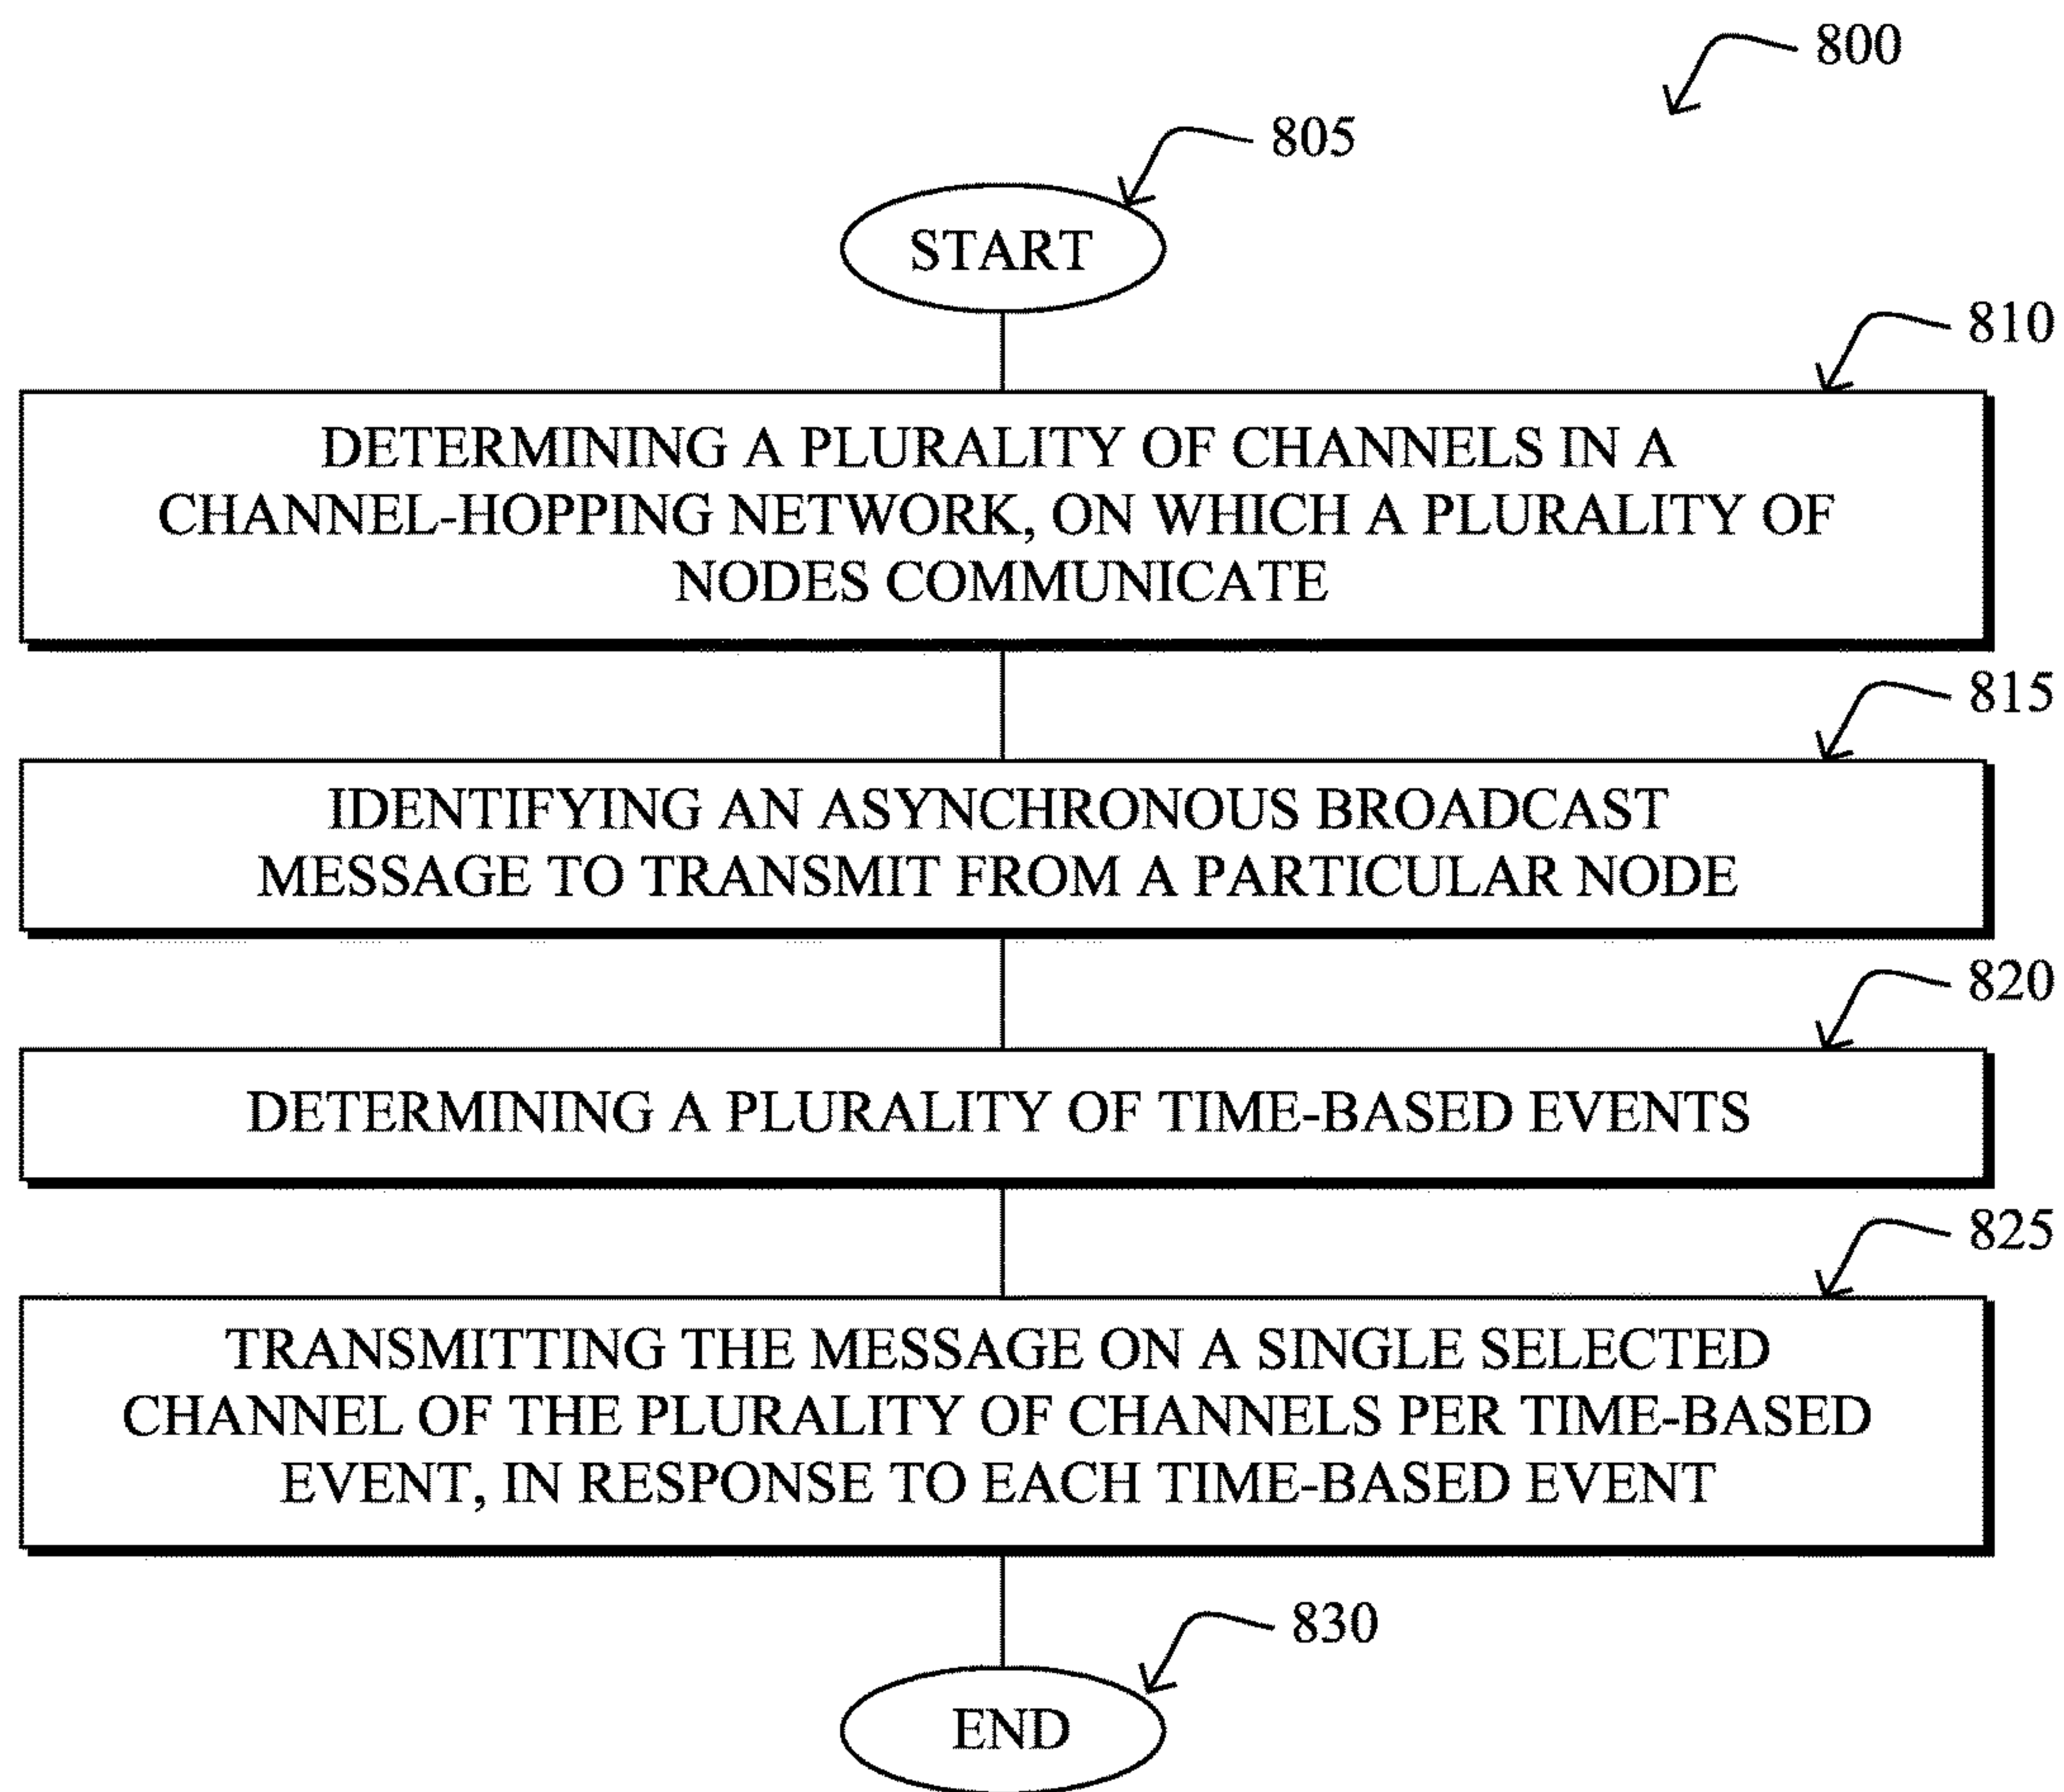 800
805
START
810
DETERMINING A PLURALITY OF CHANNELS IN A
CHANNEL-HOPPING NETWORK, ON WHICH A PLURALITY OF
NODES COMMUNICATE
815
IDENTIFYING AN ASYNCHRONOUS BROADCAST
MESSAGE TO TRANSMIT FROM A PARTICULAR NODE
820
DETERMINING A PLURALITY OF TIME-BASED EVENTS
825
TRANSMITTING THE MESSAGE ON A SINGLE SELECTED
CHANNEL OF THE PLURALITY OF CHANNELS PER TIME-BASED
EVENT, IN RESPONSE TO EACH TIME-BASED EVENT
830
END